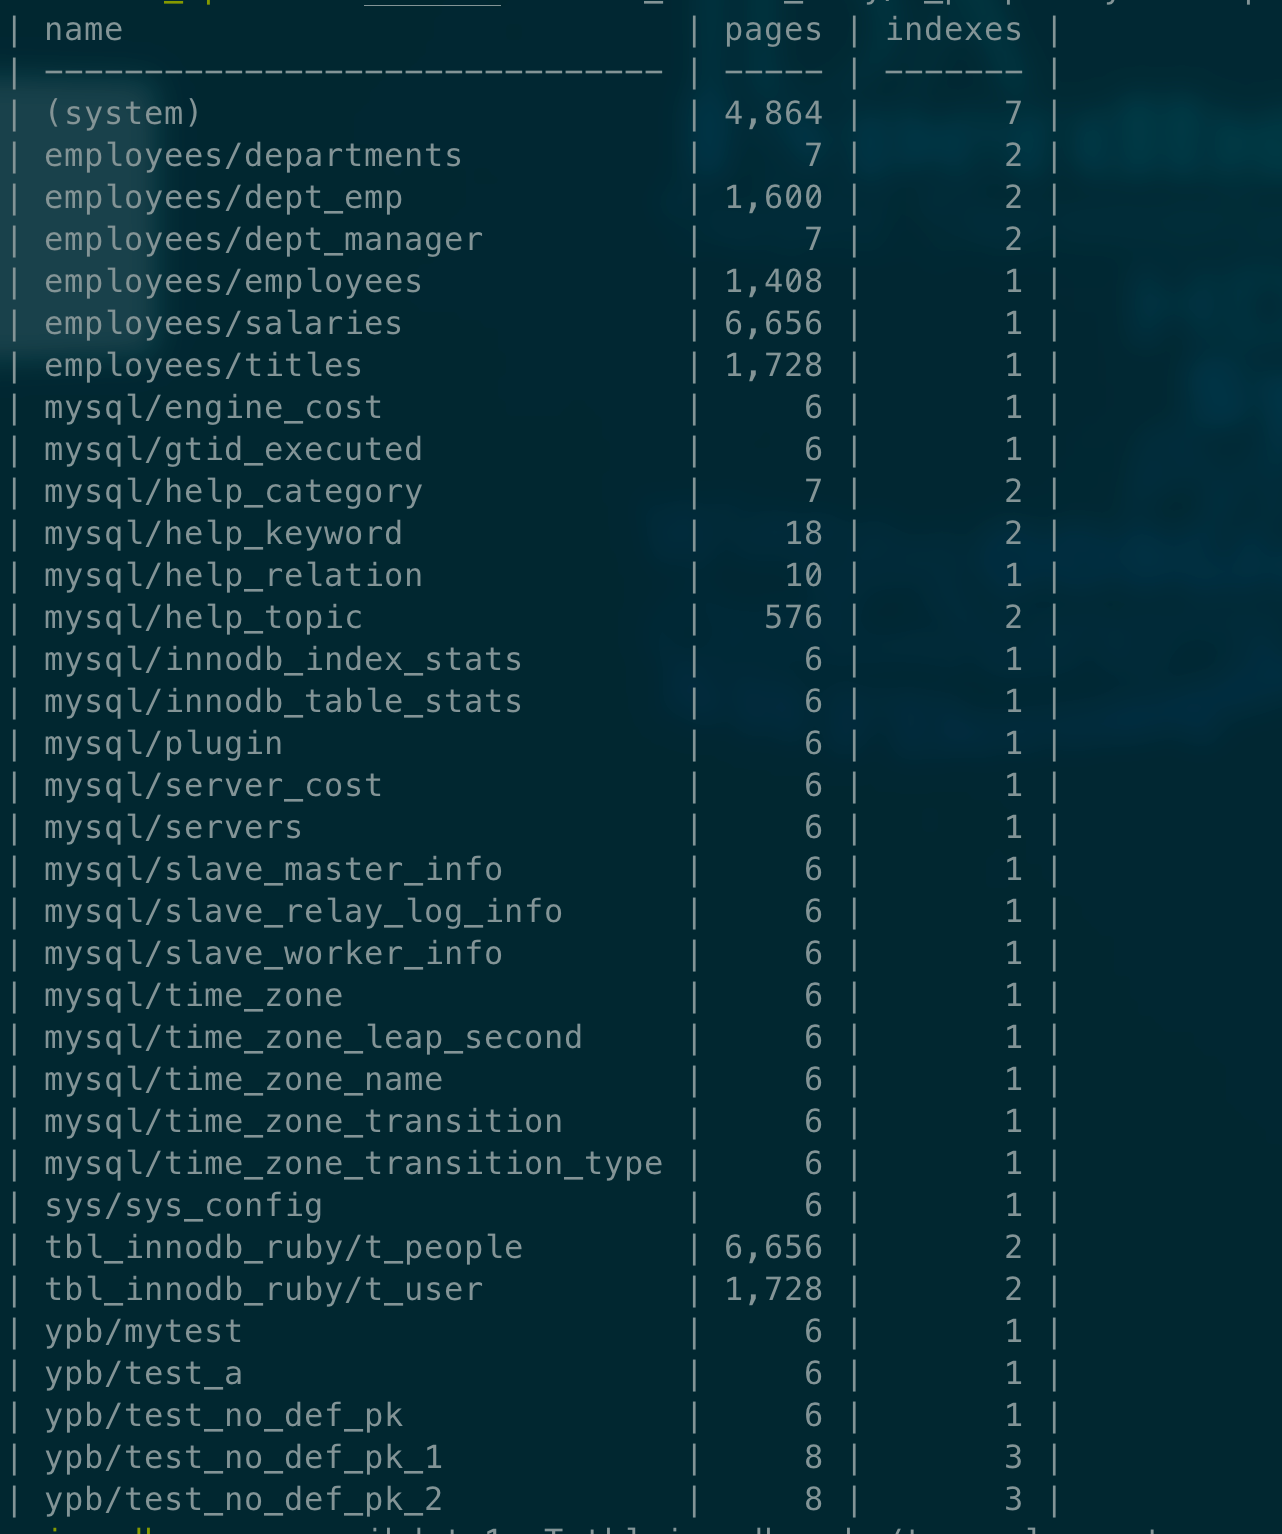 | name | pages | indexes |
| ------------------------------- | ----- | ------- |
| (system) | 4,864 | 7 |
| employees/departments | 7 | 2 |
| employees/dept_emp | 1,600 | 2 |
| employees/dept_manager | 7 | 2 |
| employees/employees | 1,408 | 1 |
| employees/salaries | 6,656 | 1 |
| employees/titles | 1,728 | 1 |
| mysql/engine_cost | 6 | 1 |
| mysql/gtid_executed | 6 | 1 |
| mysql/help_category | 7 | 2 |
| mysql/help_keyword | 18 | 2 |
| mysql/help_relation | 10 | 1 |
| mysql/help_topic | 576 | 2 |
| mysql/innodb_index_stats | 6 | 1 |
| mysql/innodb_table_stats | 6 | 1 |
| mysql/plugin | 6 | 1 |
| mysql/server_cost | 6 | 1 |
| mysql/servers | 6 | 1 |
| mysql/slave_master_info | 6 | 1 |
| mysql/slave_relay_log_info | 6 | 1 |
| mysql/slave_worker_info | 6 | 1 |
| mysql/time_zone | 6 | 1 |
| mysql/time_zone_leap_second | 6 | 1 |
| mysql/time_zone_name | 6 | 1 |
| mysql/time_zone_transition | 6 | 1 |
| mysql/time_zone_transition_type | 6 | 1 |
| sys/sys_config | 6 | 1 |
| tbl_innodb_ruby/t_people | 6,656 | 2 |
| tbl_innodb_ruby/t_user | 1,728 | 2 |
| ypb/mytest | 6 | 1 |
| ypb/test_a | 6 | 1 |
| ypb/test_no_def_pk | 6 | 1 |
| ypb/test_no_def_pk_1 | 8 | 3 |
| ypb/test_no_def_pk_2 | 8 | 3 |